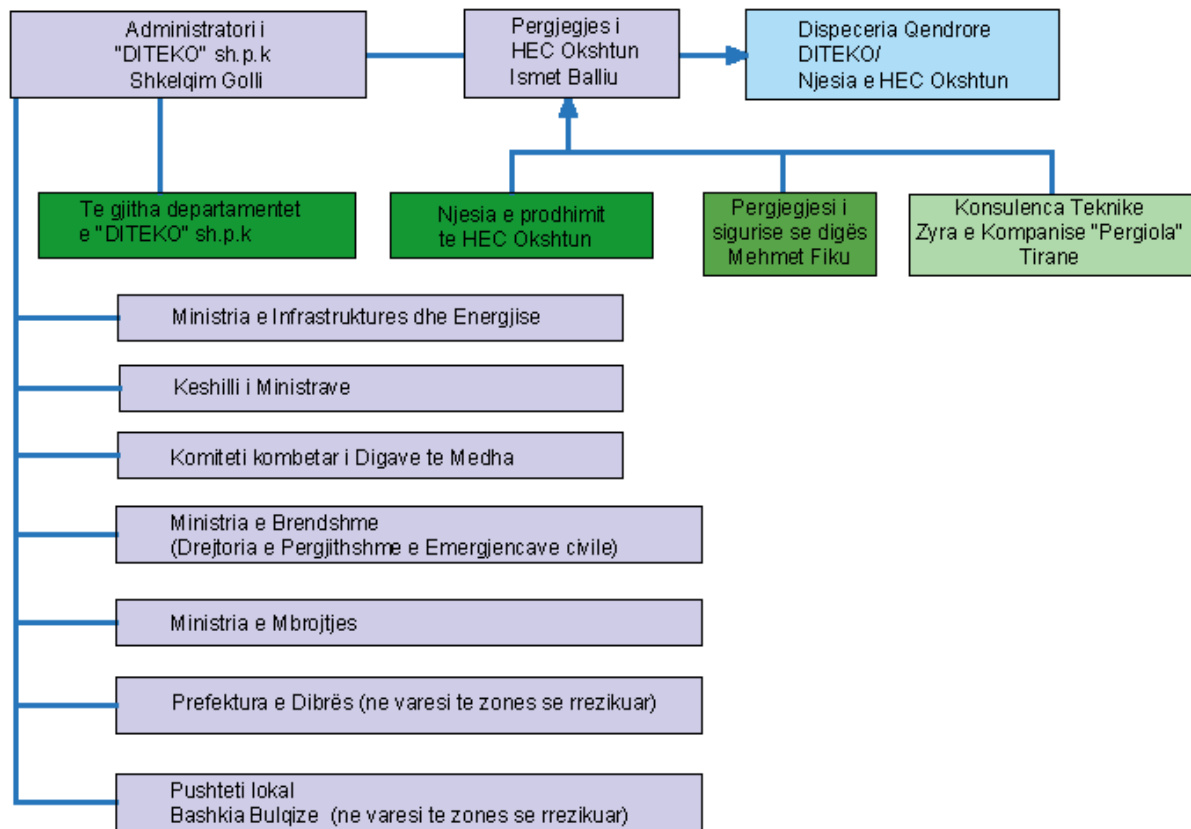 Administratori i
"DITEKO" sh.p.k
Shkelqim Golli
Pergjegjes i
HEC Okshtun
Ismet Balliu
Dispeceria Qendrore
DITEKO/
Njesia e HEC Okshtun
Te gjitha departamentet
e "DITEKO" sh.p.k
Njesia e prodhimit
te HEC Okshtun
Pergjegjesi i
sigurise se digës
Mehmet Fiku
Konsulenca Teknike
Zyra e Kompanise "Pergiola"
Tirane
Ministria e Infrastruktures dhe Energjise
Keshilli i Ministrave
Komiteti kombetar i Digave te Medha
Ministria e Brendshme
(Drejtoria e Pergjithshme e Emergjencave civile)
Ministria e Mbrojtjes
Prefektura e Dibrës (ne varesi te zones se rrezikuar)
Pushteti lokal
Bashkia Bulqize (ne varesi te zones se rrezikuar)